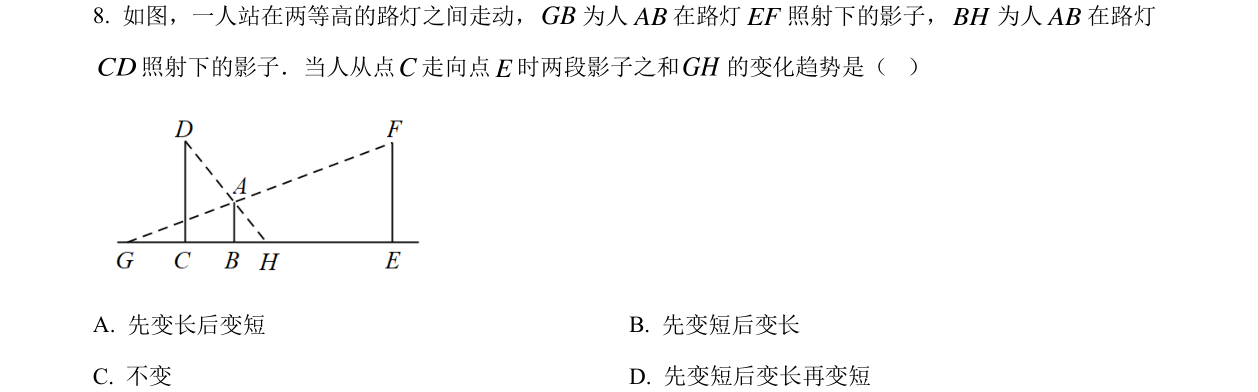 8. 如图，一人站在两等高的路灯之间走动，GB 为人 AB 在路灯 EF 照射下的影子，BH 为人 AB 在路灯
CD 照射下的影子．当人从点 C 走向点 E 时两段影子之和 GH 的变化趋势是（ ）
D F
A
G C B H E
A. 先变长后变短 B. 先变短后变长
C. 不变 D. 先变短后变长再变短